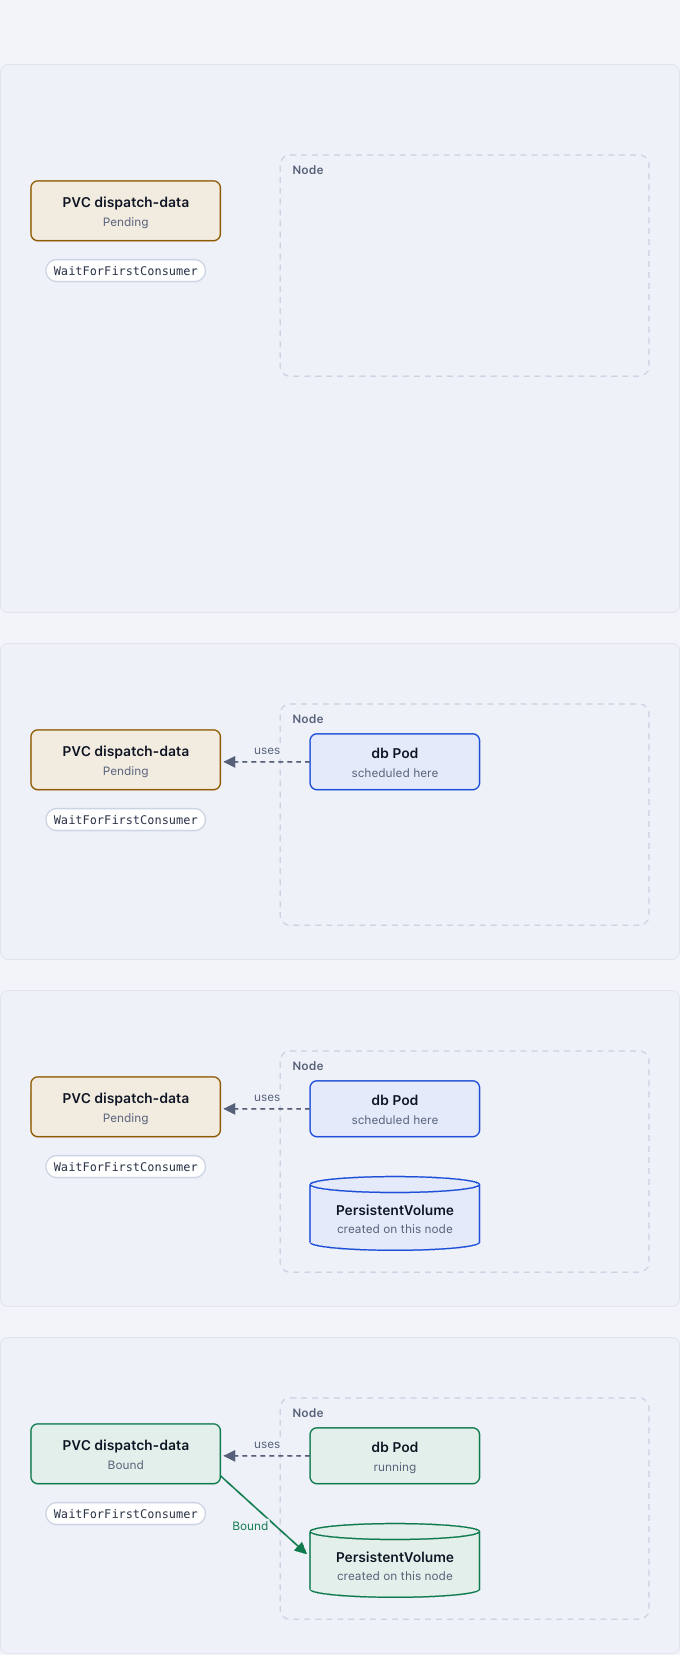 Node
PVC dispatch-data
Pending
WaitForFirstConsumer
Node
PVC dispatch-data
Pending
uses
db Pod
scheduled here
WaitForFirstConsumer
Node
PVC dispatch-data
Pending
uses
db Pod
scheduled here
WaitForFirstConsumer
PersistentVolume
created on this node
Node
PVC dispatch-data
Bound
uses
db Pod
running
WaitForFirstConsumer
Bound
PersistentVolume
created on this node